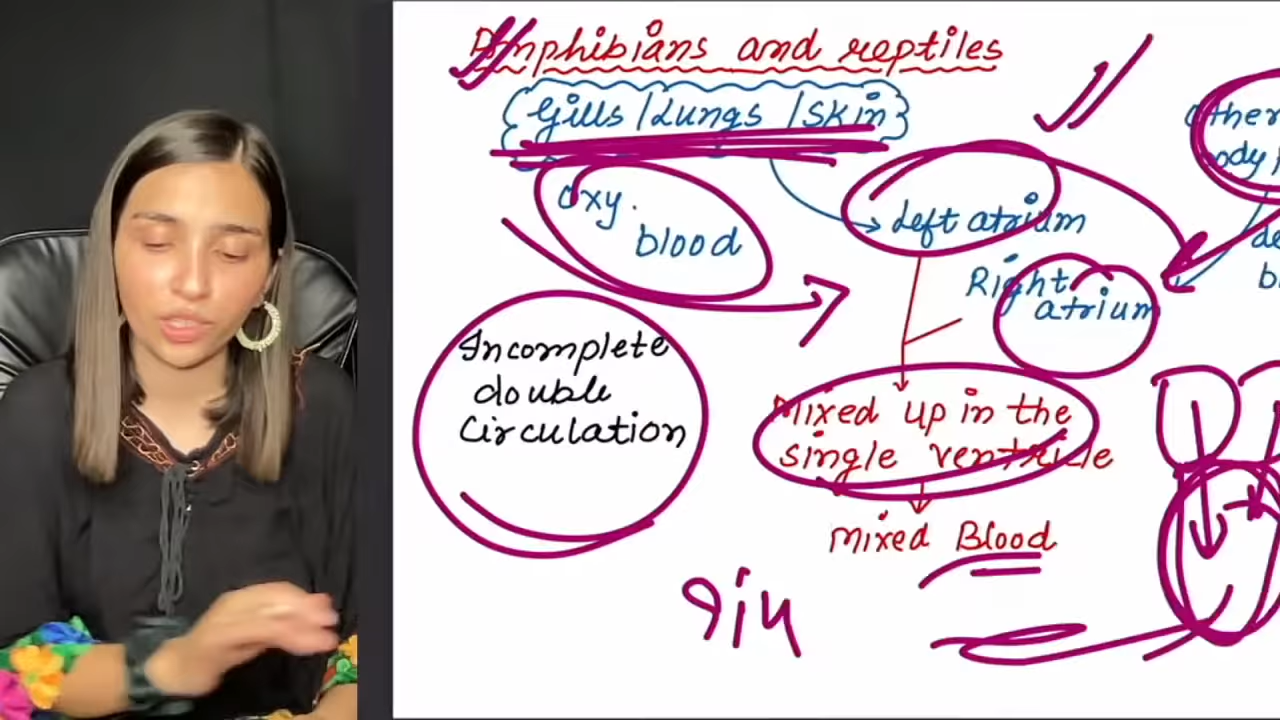 Amphibians and reptiles
Gills/Lungs/Skin
Oxy.
blood
Left atrium
Right
atrium
Other
Incomplete
double
Circulation
Mixed up in the
single ventricle
Mixed Blood